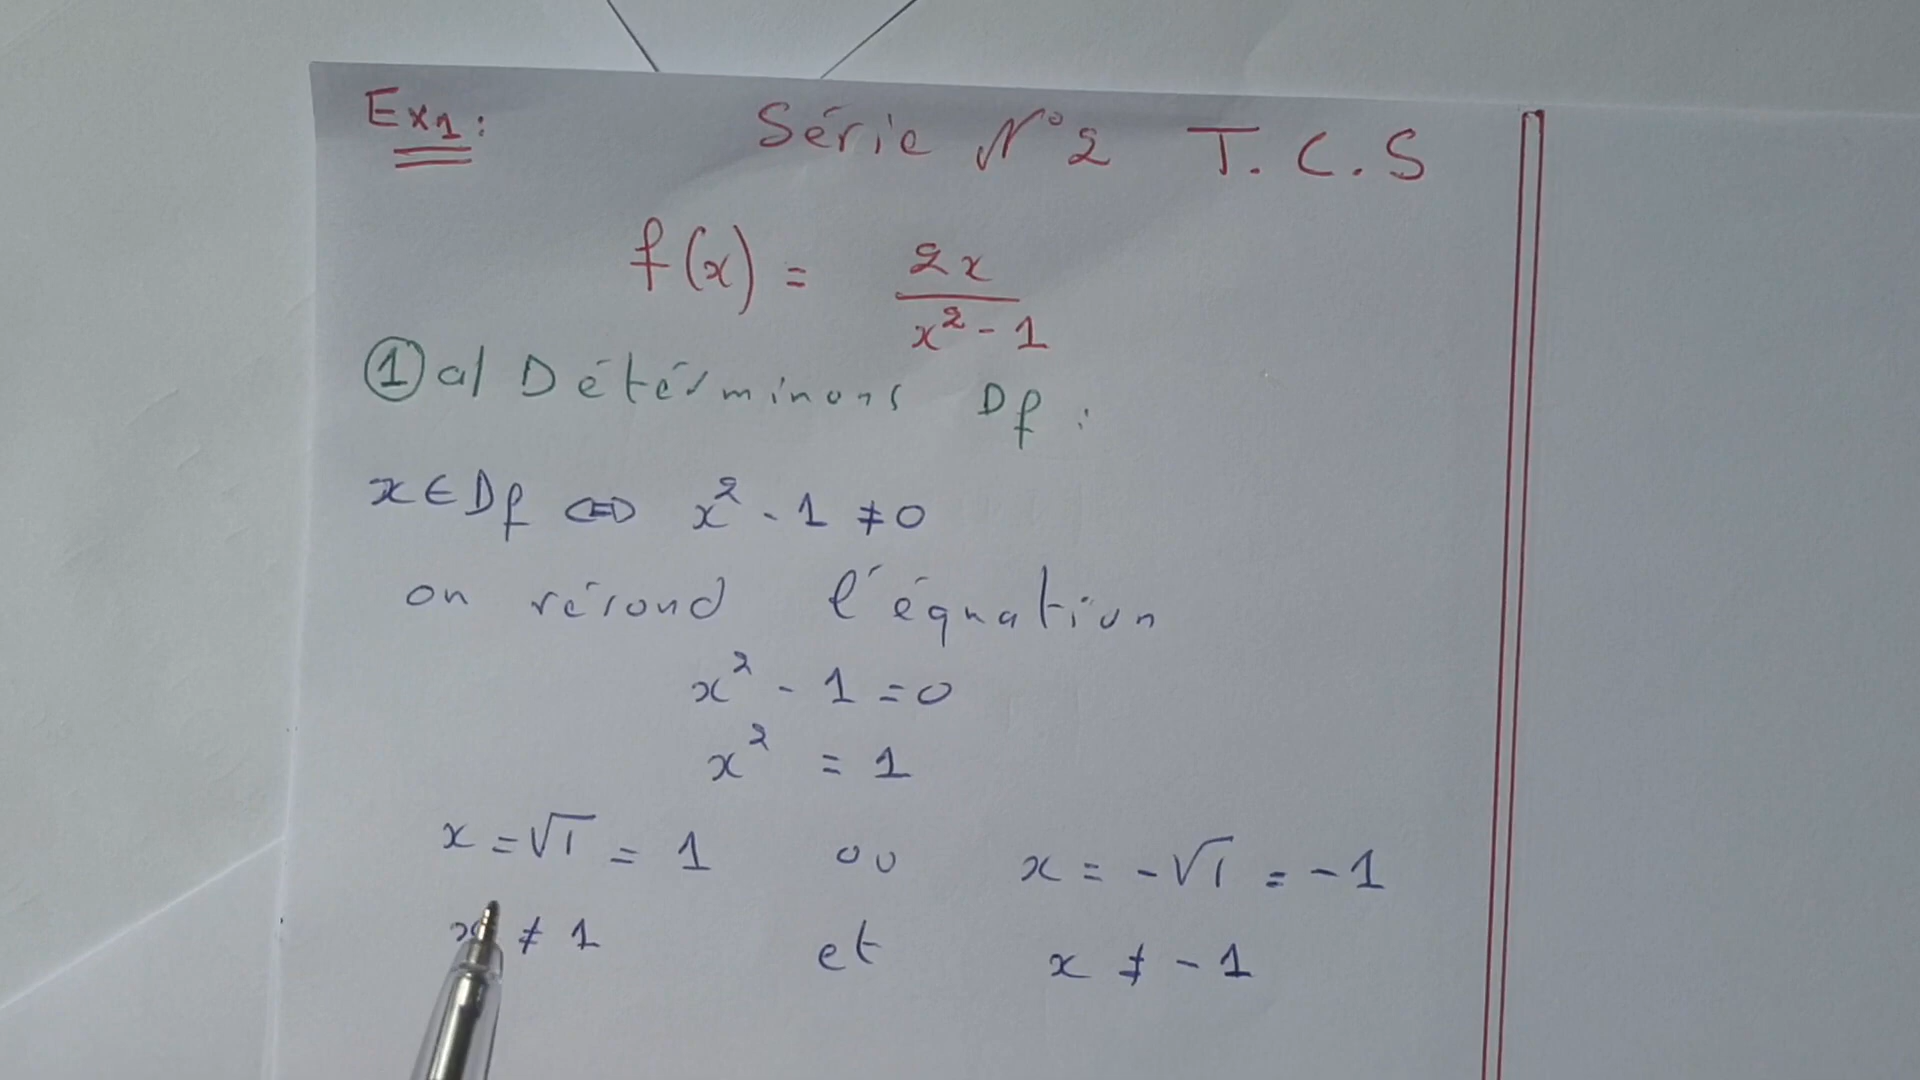 Ex1: Série N°2 T.C.S
f(x) = 2x / x² - 1
① a/ Détérminons Df :
x ∈ Df ⇔ x² - 1 ≠ 0
on résoud l'équation
x² - 1 = 0
x² = 1
x = √1 = 1 ou x = -√1 = -1
x ≠ 1 et x ≠ -1